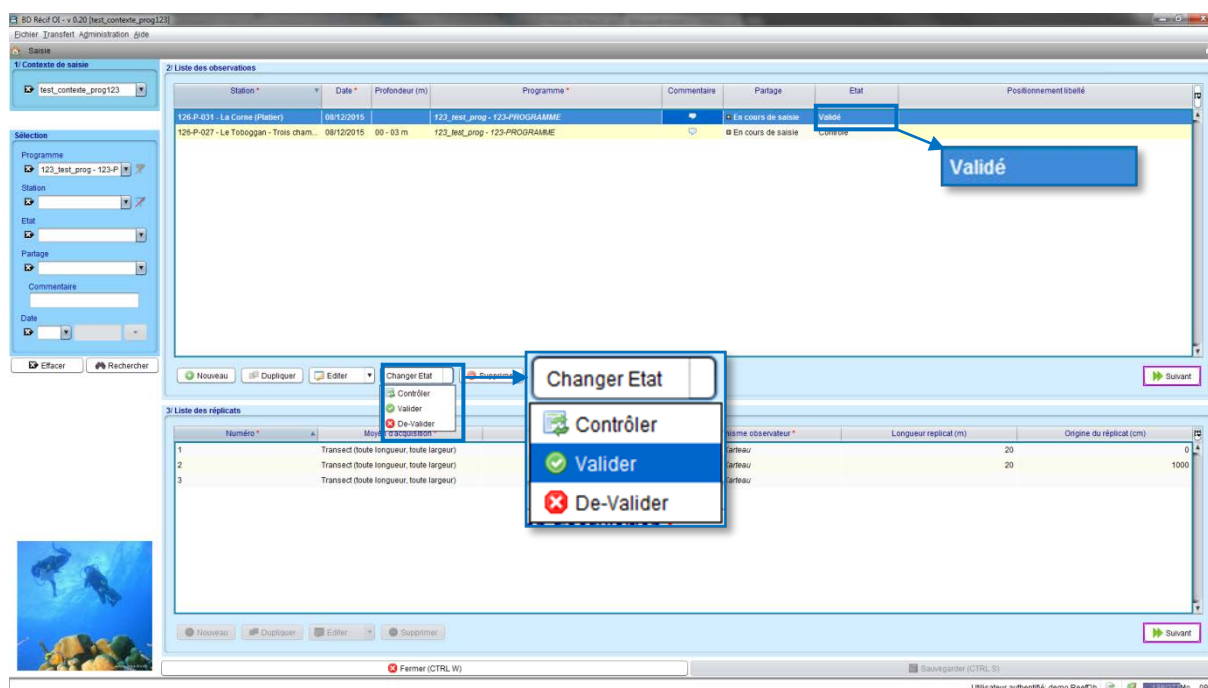 BD Récif OI - v 0.20 [test_contexte_prog123]
Fichier Transfert Administration Aide
Saisie
1/ Contexte de saisie
test_contexte_prog123
Sélection
Programme
123_test_prog - 123-P
Station
Etat
Partage
Commentaire
Date
Effacer Rechercher
2/ Liste des observations
Station * Date * Profondeur (m) Programme * Commentaire Partage Etat Positionnement libellé
126-P-031 - La Corne (Platier) 08/12/2015 123_test_prog - 123-PROGRAMME En cours de saisie Validé
126-P-027 - Le Toboggan - Trois cham... 08/12/2015 00 - 03 m 123_test_prog - 123-PROGRAMME En cours de saisie Contrôlé
Validé
Nouveau Dupliquer Editer Changer Etat Suivant
Contrôler
Valider
De-Valider
Changer Etat
Contrôler
Valider
De-Valider
3/ Liste des réplicats
Numéro * Moyen d'acquisition * observateur * Longueur replicat (m) Origine du réplicat (cm)
1 Transect (toute longueur, toute largeur) 20 0
2 Transect (toute longueur, toute largeur) 20 1000
3 Transect (toute longueur, toute largeur)
Nouveau Dupliquer Editer Supprimer Suivant
Fermer (CTRL W) Sauvegarder (CTRL S)
Utilisateur authentifié: demo ReefDb